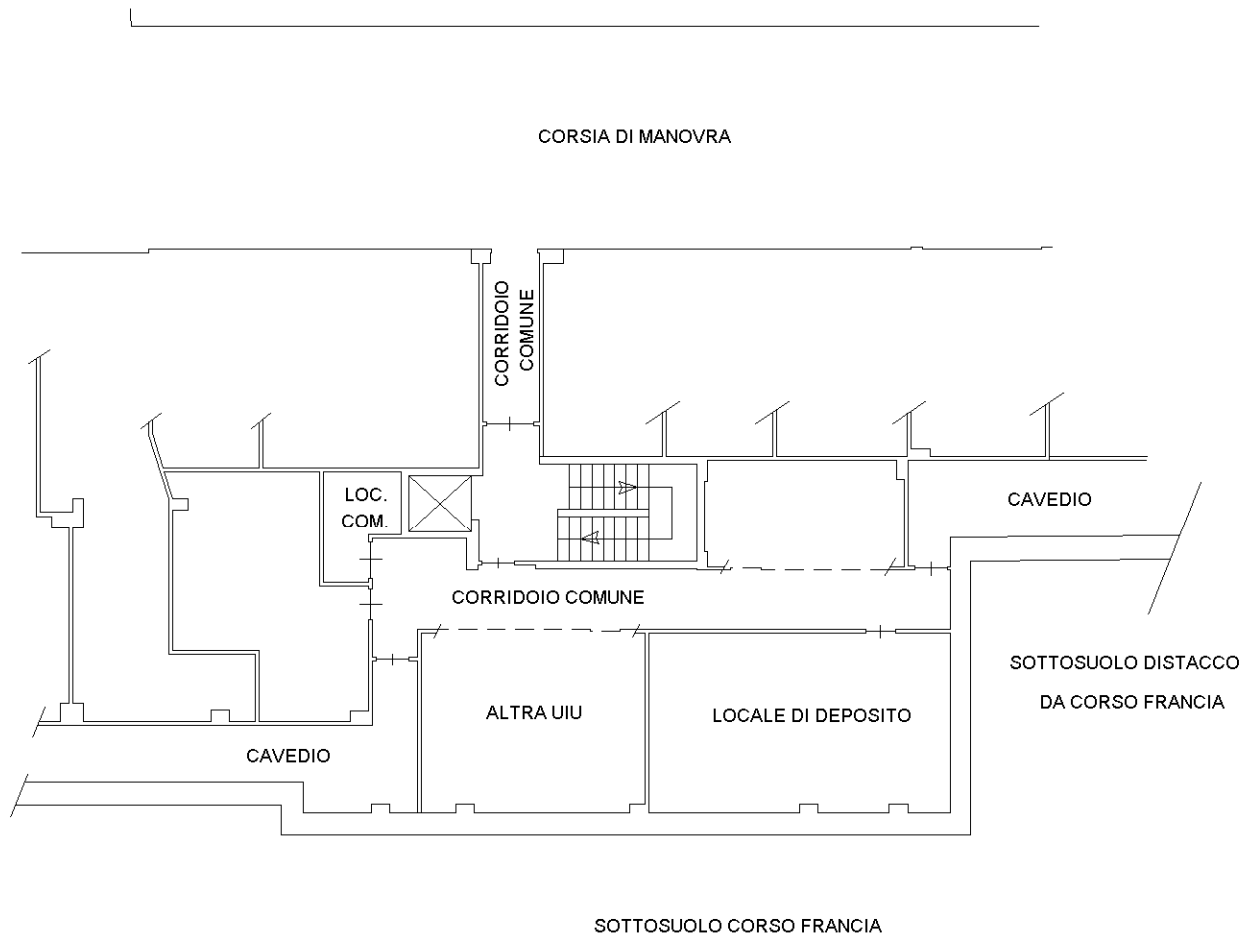 CORSIA DI MANOVRA
CORRIDOIO
COMUNE
LOC.
COM.
CAVEDIO
CORRIDOIO COMUNE
SOTTOSUOLO DISTACCO
DA CORSO FRANCIA
ALTRA UIU
LOCALE DI DEPOSITO
CAVEDIO
SOTTOSUOLO CORSO FRANCIA